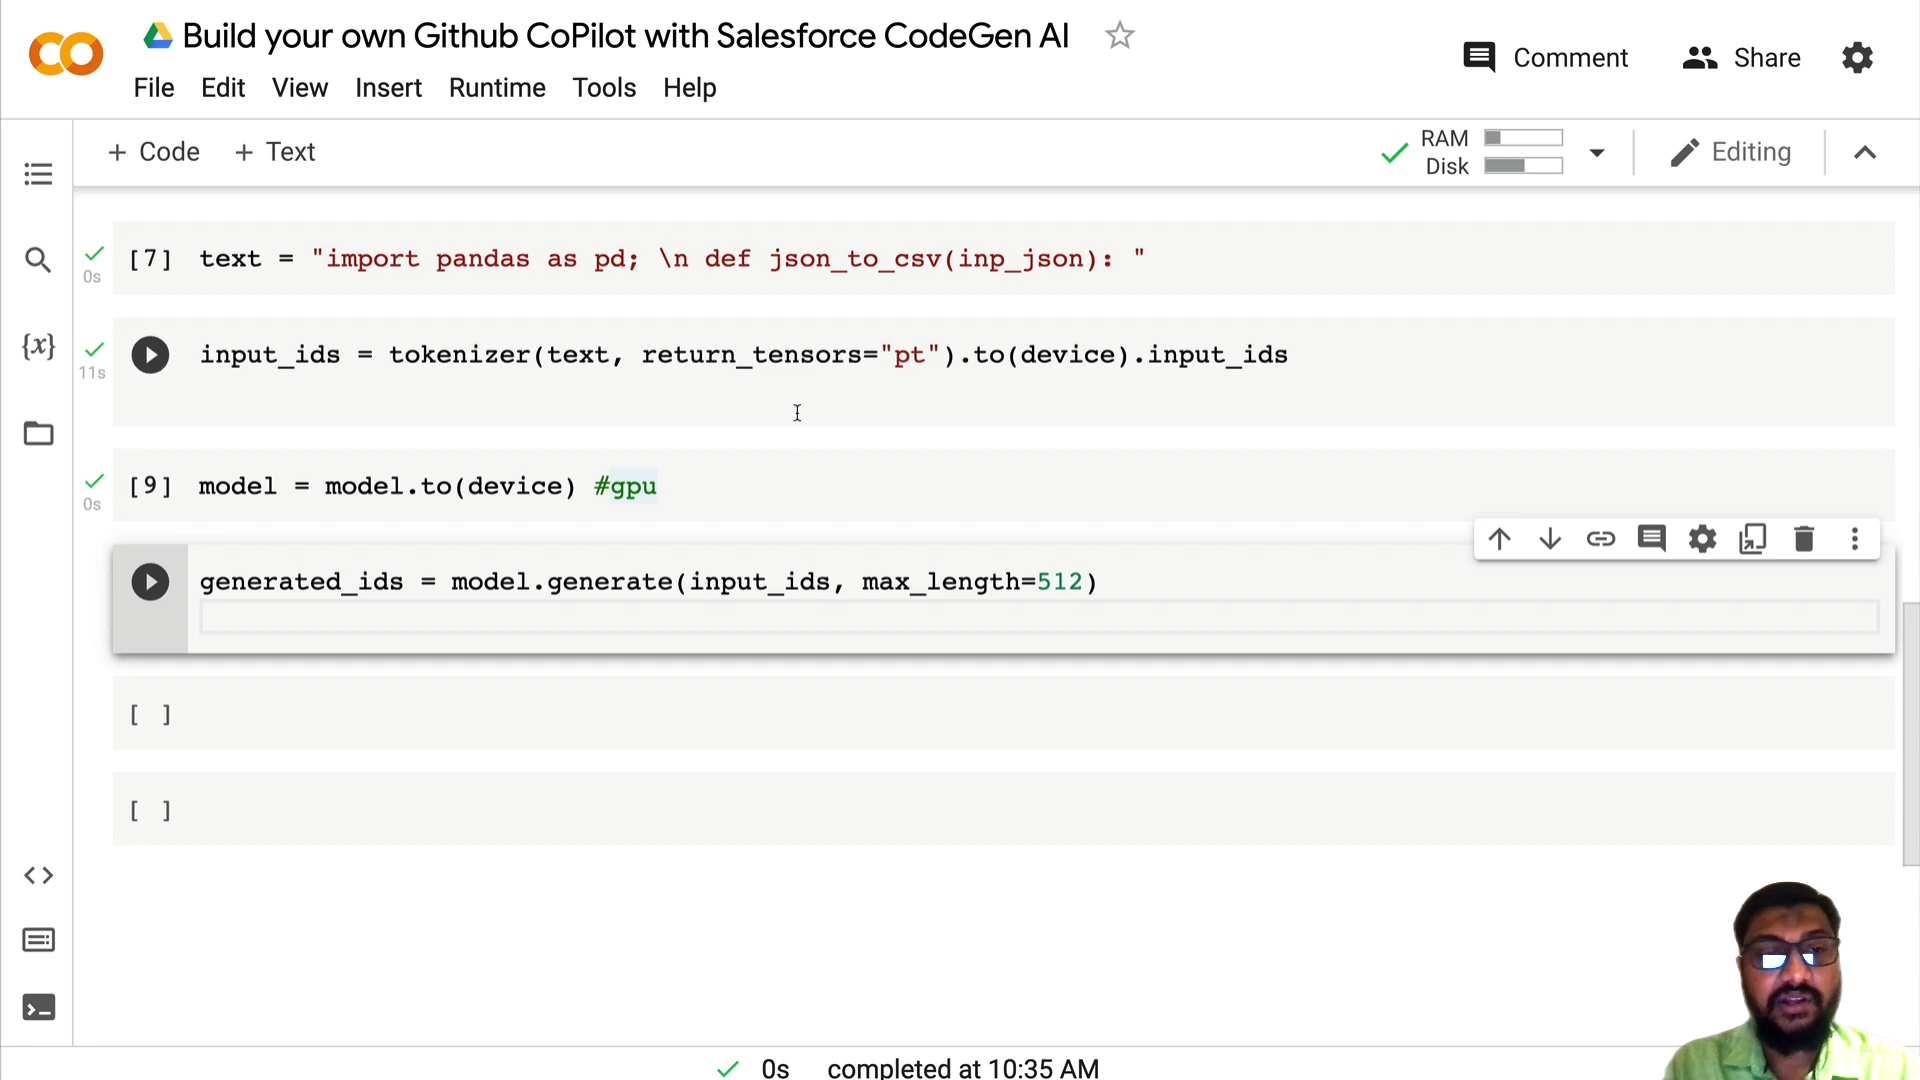 Build your own Github CoPilot with Salesforce CodeGen AI
Comment
Share
File Edit View Insert Runtime Tools Help
+ Code + Text
RAM
Disk
Editing
[7] text = "import pandas as pd; \n def json_to_csv(inp_json): "
0s
{x}
input_ids = tokenizer(text, return_tensors="pt").to(device).input_ids
11s
[9] model = model.to(device) #gpu
0s
generated_ids = model.generate(input_ids, max_length=512)
[ ]
[ ]
0s completed at 10:35 AM